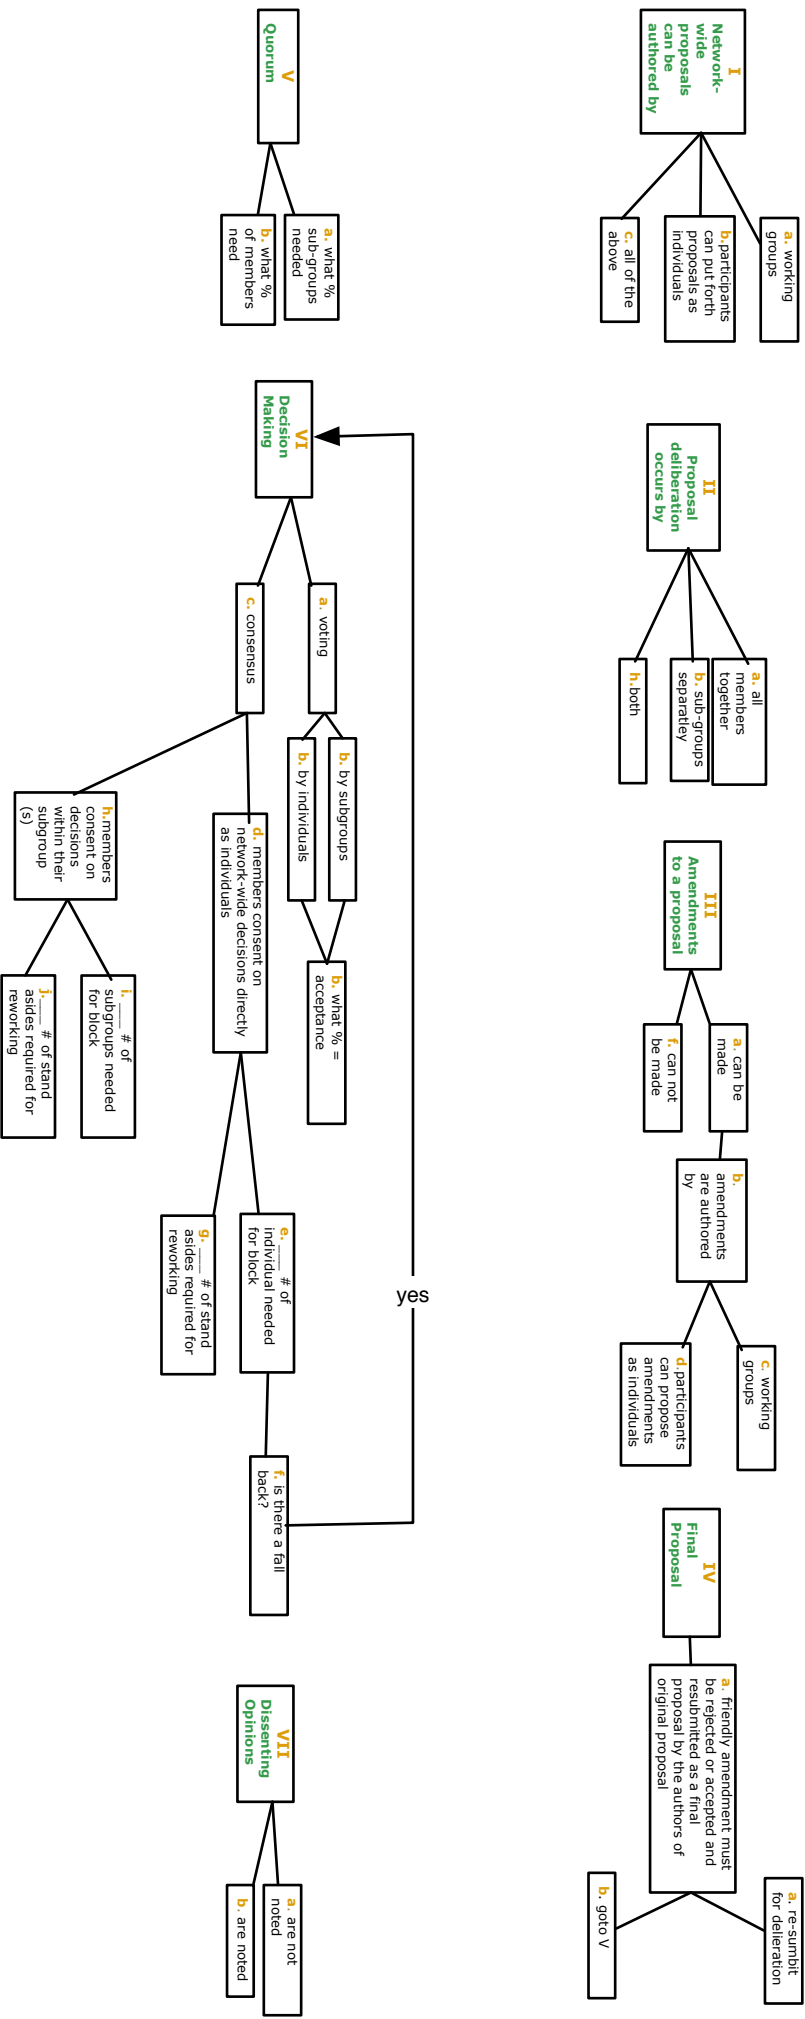 I
Network-
wide
proposals
can be
authored by
a. working
groups
b.participants
can put forth
proposals as
individuals
c. all of the
above
II
Proposal
deliberation
occurs by
a. all
members
together
b. sub-groups
separatley
h.both
III
Amendments
to a proposal
a. can be
made
f. can not
be made
b.
amendments
are authored
by
c. working
groups
d.participants
can propose
amendments
as individuals
IV
Final
Proposal
a. friendly amendment must
be rejected or accepted and
resubmitted as a final
proposal by the authors of
original proposal
a. re-sumbit
for delieration
b. goto V
V
Quorum
a. what %
sub-groups
needed
b. what %
of members
need
VI
Decision
Making
a. voting
c. consensus
b. by subgroups
b. by individuals
b. what % =
acceptance
d. members consent on
network-wide decisions directly
as individuals
h.members
consent on
decisions
within their
subgroup
(s)
i. ___ # of
subgroups needed
for block
j.___ # of stand
asides required for
reworking
e. ___ # of
individual needed
for block
g. ___ # of stand
asides required for
reworking
f. is there a fall
back?
yes
VII
Dissenting
Opinions
a. are not
noted
b. are noted